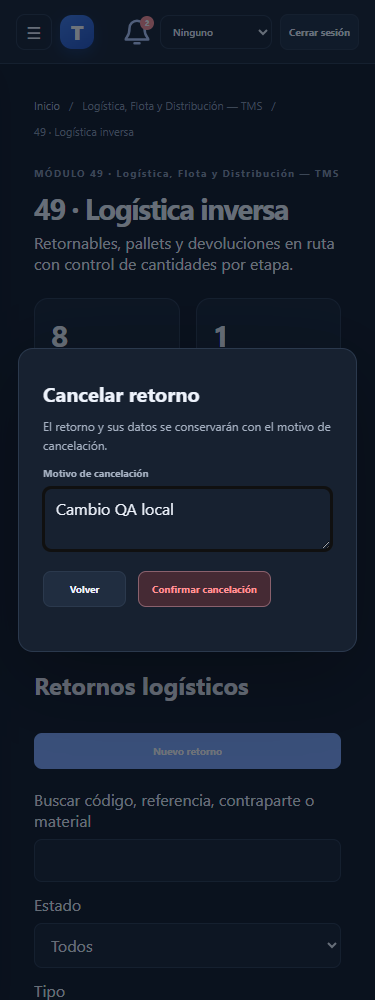 ☰ T 2 Ninguno Cerrar sesión
Inicio / Logística, Flota y Distribución — TMS /
49 · Logística inversa
MÓDULO 49 · Logística, Flota y Distribución — TMS
49 · Logística inversa
Retornables, pallets y devoluciones en ruta
con control de cantidades por etapa.
8 1
Cancelar retorno
El retorno y sus datos se conservarán con el motivo de
cancelación.
Motivo de cancelación
Cambio QA local
Volver Confirmar cancelación
Retornos logísticos
Nuevo retorno
Buscar código, referencia, contraparte o
material
Estado
Todos
Tipo